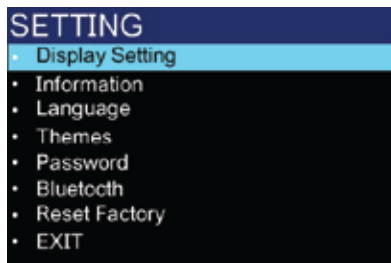 SETTING
· Display Setting
· Information
· Language
· Themes
· Password
· Bluetooth
· Reset Factory
· EXIT